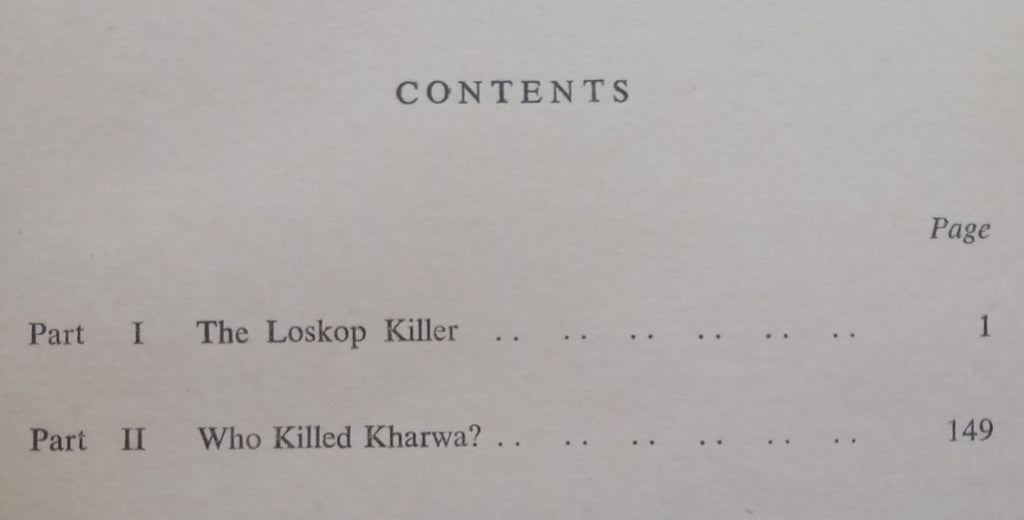 CONTENTS
Page
Part I The Loskop Killer .. .. .. .. .. .. 1
Part II Who Killed Kharwa? .. .. .. .. .. .. 149